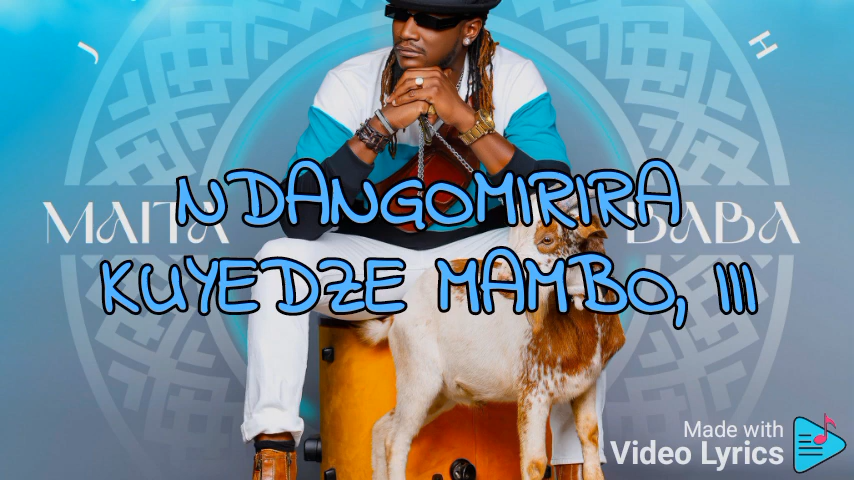 J H
MAITA BABA
NDANGOMIRIRA
KUYEDZE MAMBO, III
Made with
Video Lyrics